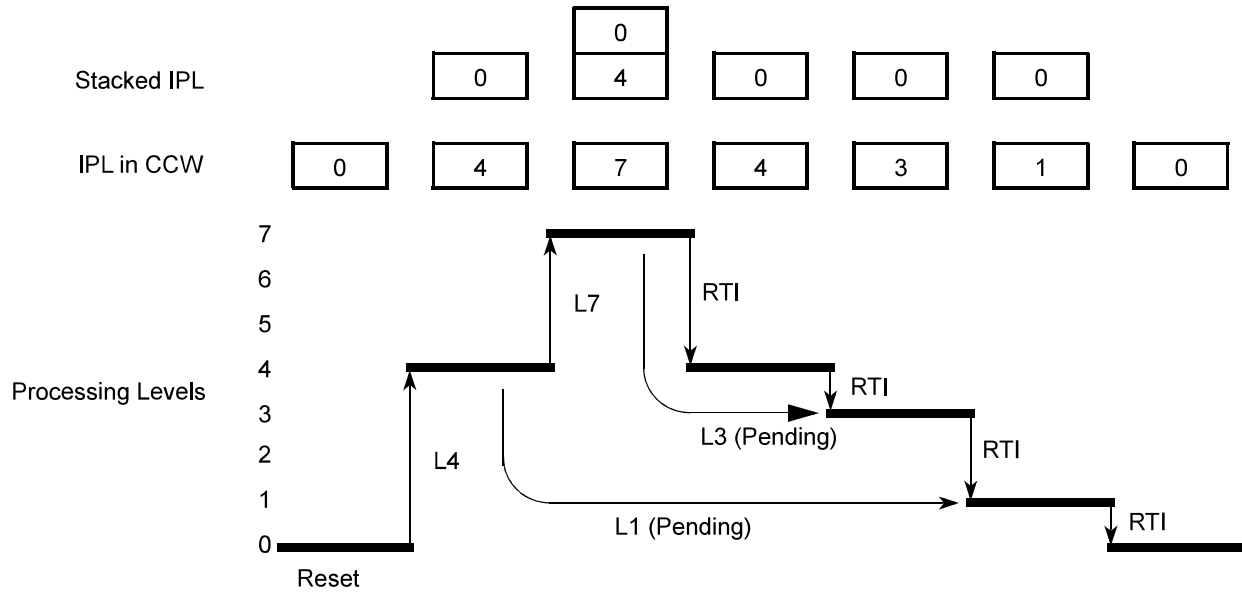 0
Stacked IPL 0 4 0 0 0
IPL in CCW 0 4 7 4 3 1 0
7
6
L7 RTI
5
4
Processing Levels RTI
3
L3 (Pending)
2
L4 RTI
1
L1 (Pending) RTI
0
Reset